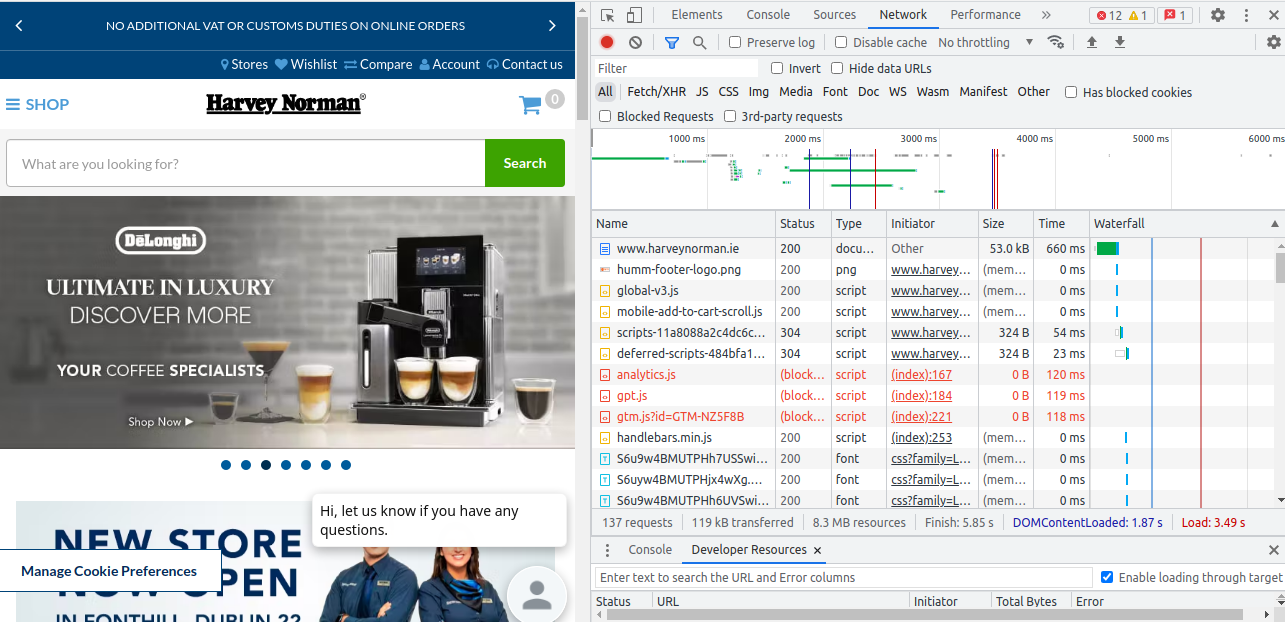 NO ADDITIONAL VAT OR CUSTOMS DUTIES ON ONLINE ORDERS
Stores Wishlist Compare Account Contact us
SHOP
Harvey Norman®
0
What are you looking for?
Search
DēLonghi
ULTIMATE IN LUXURY
DISCOVER MORE
YOUR COFFEE SPECIALISTS
Shop Now
NEW STORE
NOW OPEN
IN FONTHILL, DUBLIN 22
Hi, let us know if you have any
questions.
Manage Cookie Preferences
Elements Console Sources Network Performance » 12 1 1
Preserve log Disable cache No throttling
Filter Invert Hide data URLs
All Fetch/XHR JS CSS Img Media Font Doc WS Wasm Manifest Other Has blocked cookies
Blocked Requests 3rd-party requests
1000 ms 2000 ms 3000 ms 4000 ms 5000 ms 6000 ms
Name Status Type Initiator Size Time Waterfall
www.harveynorman.ie 200 docu... Other 53.0 kB 660 ms
humm-footer-logo.png 200 png www.harvey... (mem... 0 ms
global-v3.js 200 script www.harvey... (mem... 0 ms
mobile-add-to-cart-scroll.js 200 script www.harvey... (mem... 0 ms
scripts-11a8088a2c4dc6c... 304 script www.harvey... 324 B 54 ms
deferred-scripts-484bfa1... 304 script www.harvey... 324 B 23 ms
analytics.js (block... script (index):167 0 B 120 ms
gpt.js (block... script (index):184 0 B 119 ms
gtm.js?id=GTM-NZ5F8B (block... script (index):221 0 B 118 ms
handlebars.min.js 200 script (index):253 (mem... 0 ms
S6u9w4BMUTPHh7USSwi... 200 font css?family=L... (mem... 0 ms
S6uyw4BMUTPHjx4wXg.... 200 font css?family=L... (mem... 0 ms
S6u9w4BMUTPHh6UVSwi... 200 font css?family=L... (mem... 0 ms
137 requests 119 kB transferred 8.3 MB resources Finish: 5.85 s DOMContentLoaded: 1.87 s Load: 3.49 s
Console Developer Resources
Enter text to search the URL and Error columns Enable loading through target
Status URL Initiator Total Bytes Error